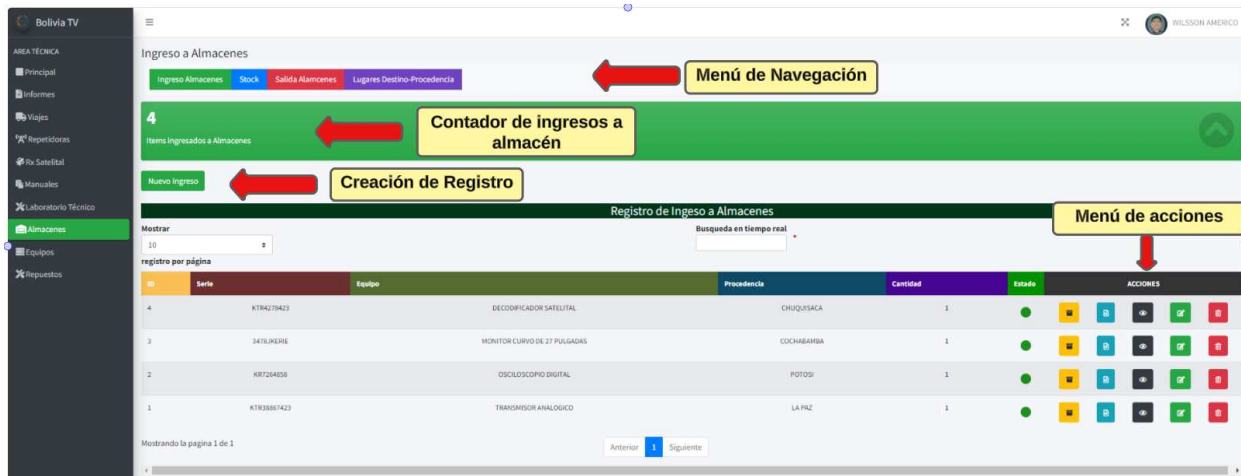 Bolivia TV
WILSSON AMERICO
AREA TÉCNICA
Principal
Informes
Viajes
Repetidoras
Rx Satelital
Manuales
Laboratorio Técnico
Almacenes
Equipos
Repuestos
Ingreso a Almacenes
Ingreso Almacenes Stock Salida Alamcenes Lugares Destino-Procedencia
Menú de Navegación
4
Items ingresados a Almacenes
Contador de ingresos a
almacén
Nuevo Ingreso
Creación de Registro
Registro de Ingeso a Almacenes
Menú de acciones
Mostrar
10
registro por página
Busqueda en tiempo real
*
ID Serie Equipo Procedencia Cantidad Estado ACCIONES
4 KTR4279423 DECODIFICADOR SATELITAL CHUQUISACA 1
3 3478JKERIE MONITOR CURVO DE 27 PULGADAS COCHABAMBA 1
2 KR7264858 OSCILOSCOPIO DIGITAL POTOSI 1
1 KTR38867423 TRANSMISOR ANALOGICO LA PAZ 1
Mostrando la pagina 1 de 1
Anterior 1 Siguiente